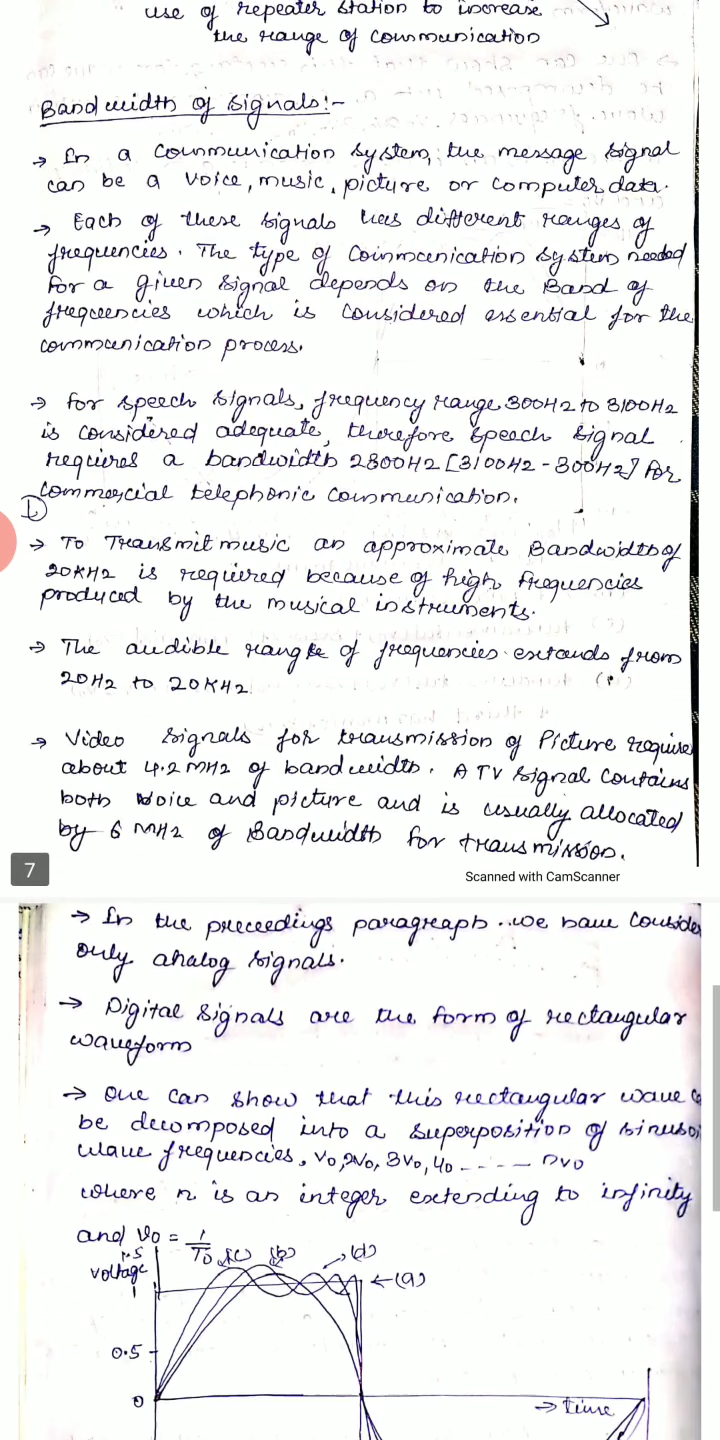 use of repeater station to increase
the range of communication
Bandwidth of signals:-
→ In a communication system, the message signal
can be a voice, music, picture or computer data.
→ Each of these signals has different ranges of
frequencies. The type of communication system needed
for a given signal depends on the Band of
frequencies which is considered essential for the
communication process.
→ for speech signals, frequency range 300Hz to 3100Hz
is considered adequate, therefore speech signal
requires a bandwidth 2800Hz [3100Hz - 300Hz] for
commercial telephonic communication.
→ To Transmit music an approximate Bandwidth of
20KHz is required because of high frequencies
produced by the musical instruments.
→ The audible range of frequencies extends from
20Hz to 20KHz.
→ Video signals for transmission of Picture require
about 4.2MHz of bandwidth. A TV signal contains
both voice and picture and is usually allocated
by 6 MHz of Bandwidth for transmission.
7
Scanned with CamScanner
→ In the preceedings paragraph we have conside
only analog signals.
→ Digital signals are the form of rectangular
waveform
→ One can show that this rectangular wave c
be decomposed into a superposition of sinuso
wave frequencies, ν0, 2ν0, 3ν0, 4ν0 - - - - - nν0
where n is an integer extending to infinity
and ν0 = 1/T0
1.5 (c) (b) (d)
voltage
1 ←(a)
0.5
0
→ time